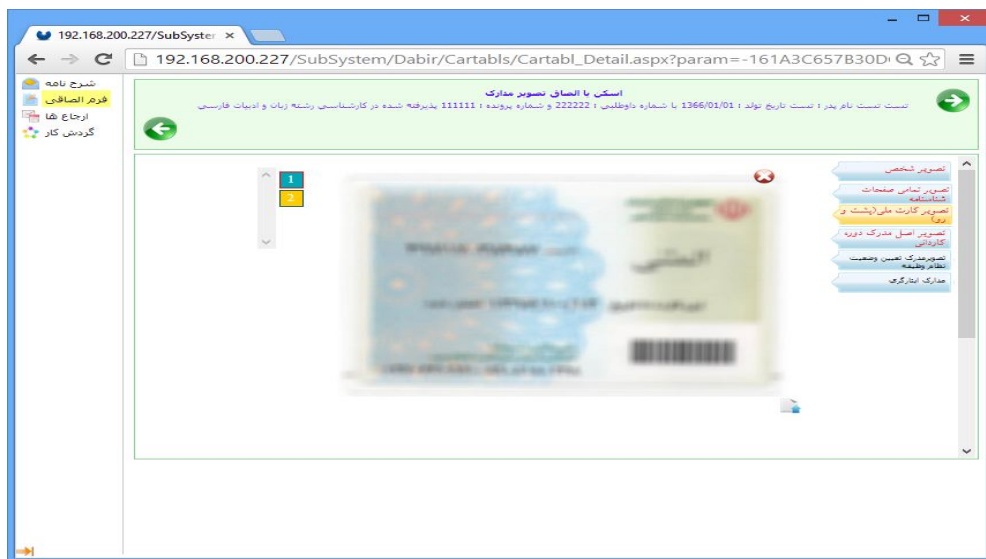 192.168.200.227/SubSyster
192.168.200.227/SubSystem/Dabir/Cartabls/Cartabl_Detail.aspx?param=-161A3C657B30D
شرح نامه
فرم الصاقی
ارجاع ها
گردش کار
اسکن یا الصاق تصویر مدارک
تست تست نام پدر : تست تاریخ تولد : 1366/01/01 با شماره داوطلبی : 222222 و شماره پرونده : 111111 پذیرفته شده در کارشناسی رشته زبان و ادبیات فارسی
تصویر شخص
تصویر تمامی صفحات
شناسنامه
تصویر کارت ملی(پشت و
رو)
تصویر اصل مدرک دوره
کاردانی
تصویرمدرک تعیین وضعیت
نظام وظیفه
مدارک ایثارگری
1
2
المثنی